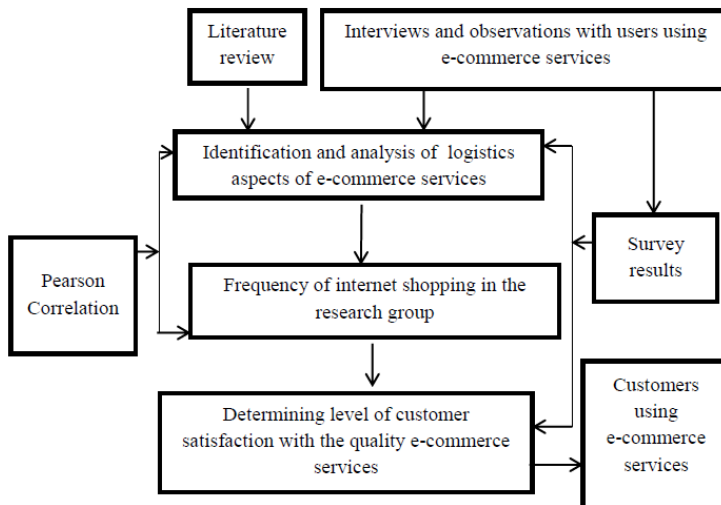 Literature
review
Interviews and observations with users using
e-commerce services
Identification and analysis of logistics
aspects of e-commerce services
Pearson
Correlation
Survey
results
Frequency of internet shopping in the
research group
Determining level of customer
satisfaction with the quality e-commerce
services
Customers
using
e-commerce
services